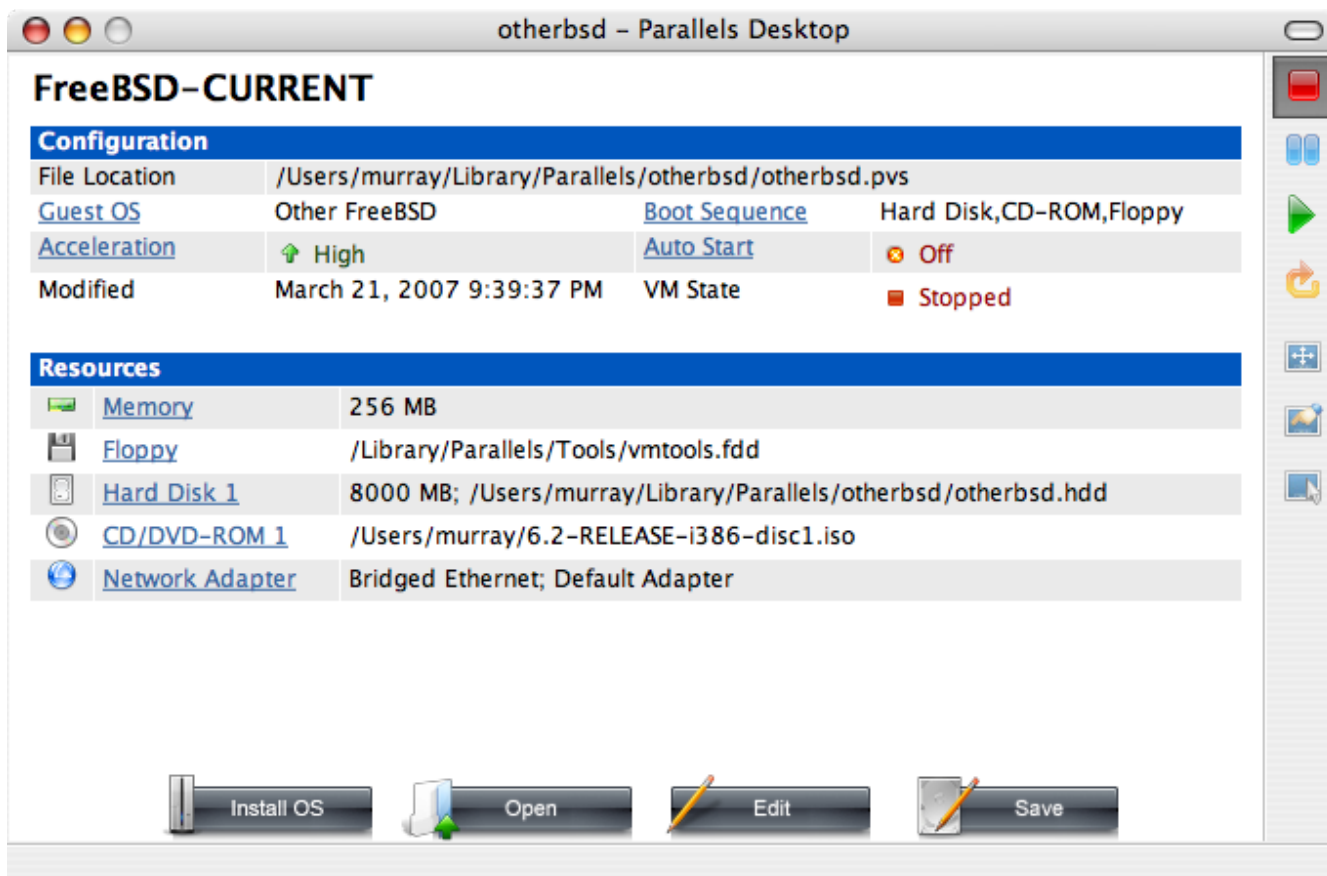 otherbsd – Parallels Desktop
FreeBSD-CURRENT
Configuration
File Location /Users/murray/Library/Parallels/otherbsd/otherbsd.pvs
Guest OS Other FreeBSD Boot Sequence Hard Disk,CD-ROM,Floppy
Acceleration High Auto Start Off
Modified March 21, 2007 9:39:37 PM VM State Stopped
Resources
Memory 256 MB
Floppy /Library/Parallels/Tools/vmtools.fdd
Hard Disk 1 8000 MB; /Users/murray/Library/Parallels/otherbsd/otherbsd.hdd
CD/DVD-ROM 1 /Users/murray/6.2-RELEASE-i386-disc1.iso
Network Adapter Bridged Ethernet; Default Adapter
Install OS Open Edit Save